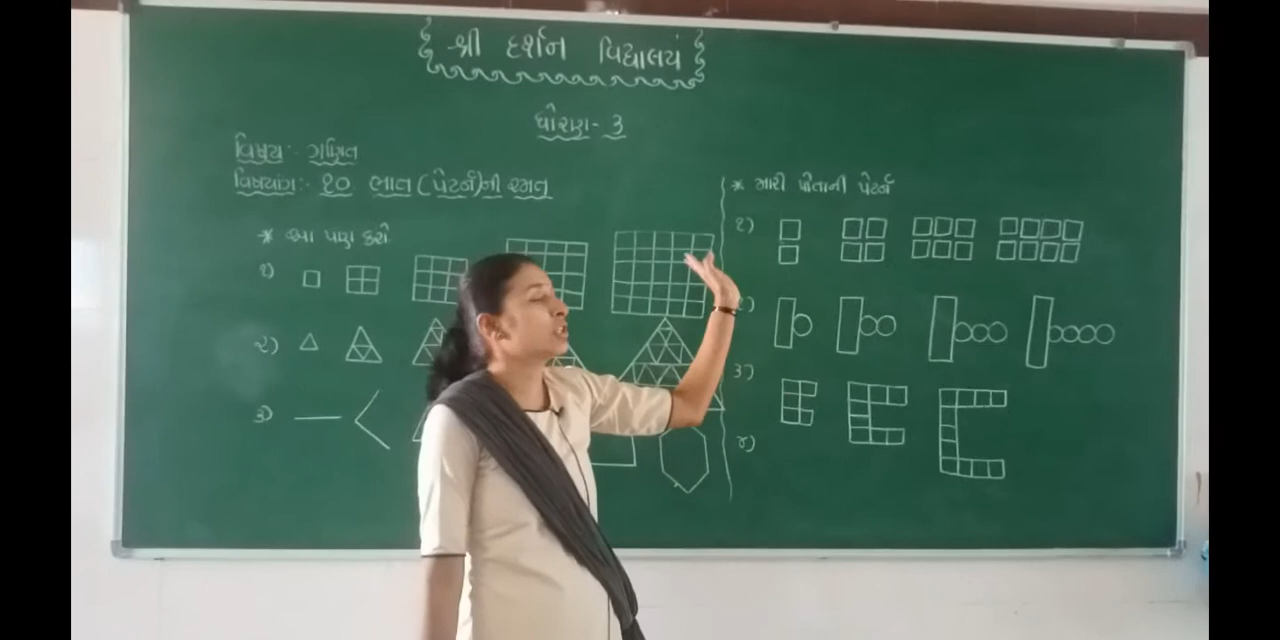 શ્રી દર્શન વિદ્યાલય
ધોરણ- ૩
વિષય:- ગણિત
વિષયાંગ:- ૧૦ ભાત (પેટર્ન)ની રમત
* આ પણ કરો
૧)
૨)
૩)
* મારી પોતાની પેટર્ન
૧)
૨)
૩)
૪)